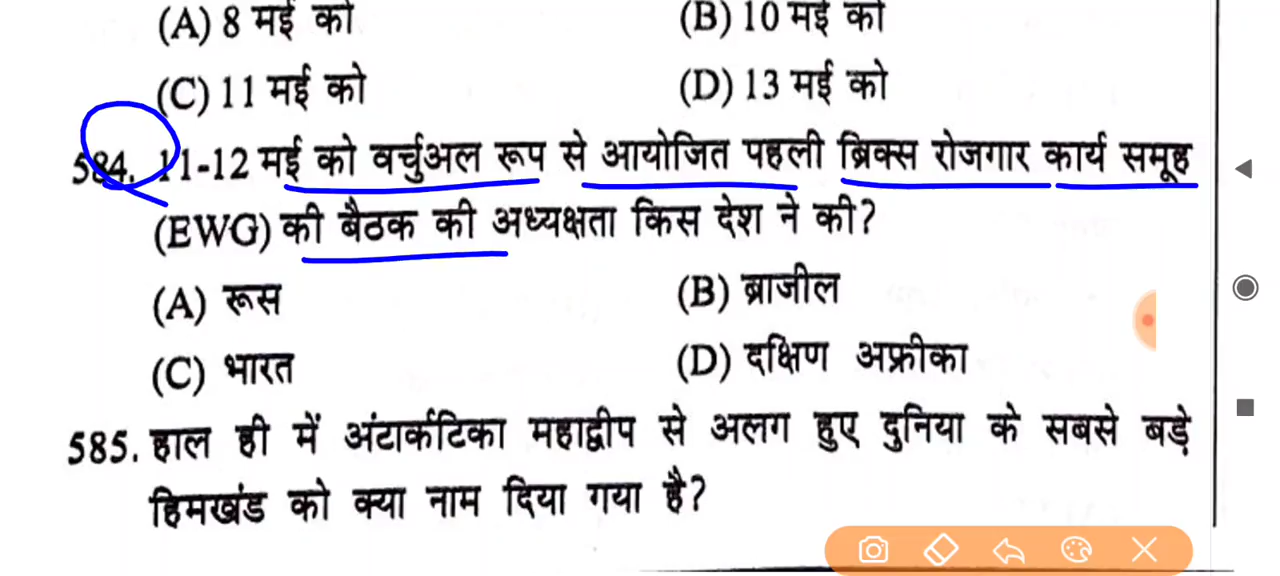 (A) 8 मई को (B) 10 मई को
(C) 11 मई को (D) 13 मई को
584. 11-12 मई को वर्चुअल रूप से आयोजित पहली ब्रिक्स रोजगार कार्य समूह
(EWG) की बैठक की अध्यक्षता किस देश ने की?
(A) रूस (B) ब्राजील
(C) भारत (D) दक्षिण अफ्रीका
585. हाल ही में अंटार्कटिका महाद्वीप से अलग हुए दुनिया के सबसे बड़े
हिमखंड को क्या नाम दिया गया है?